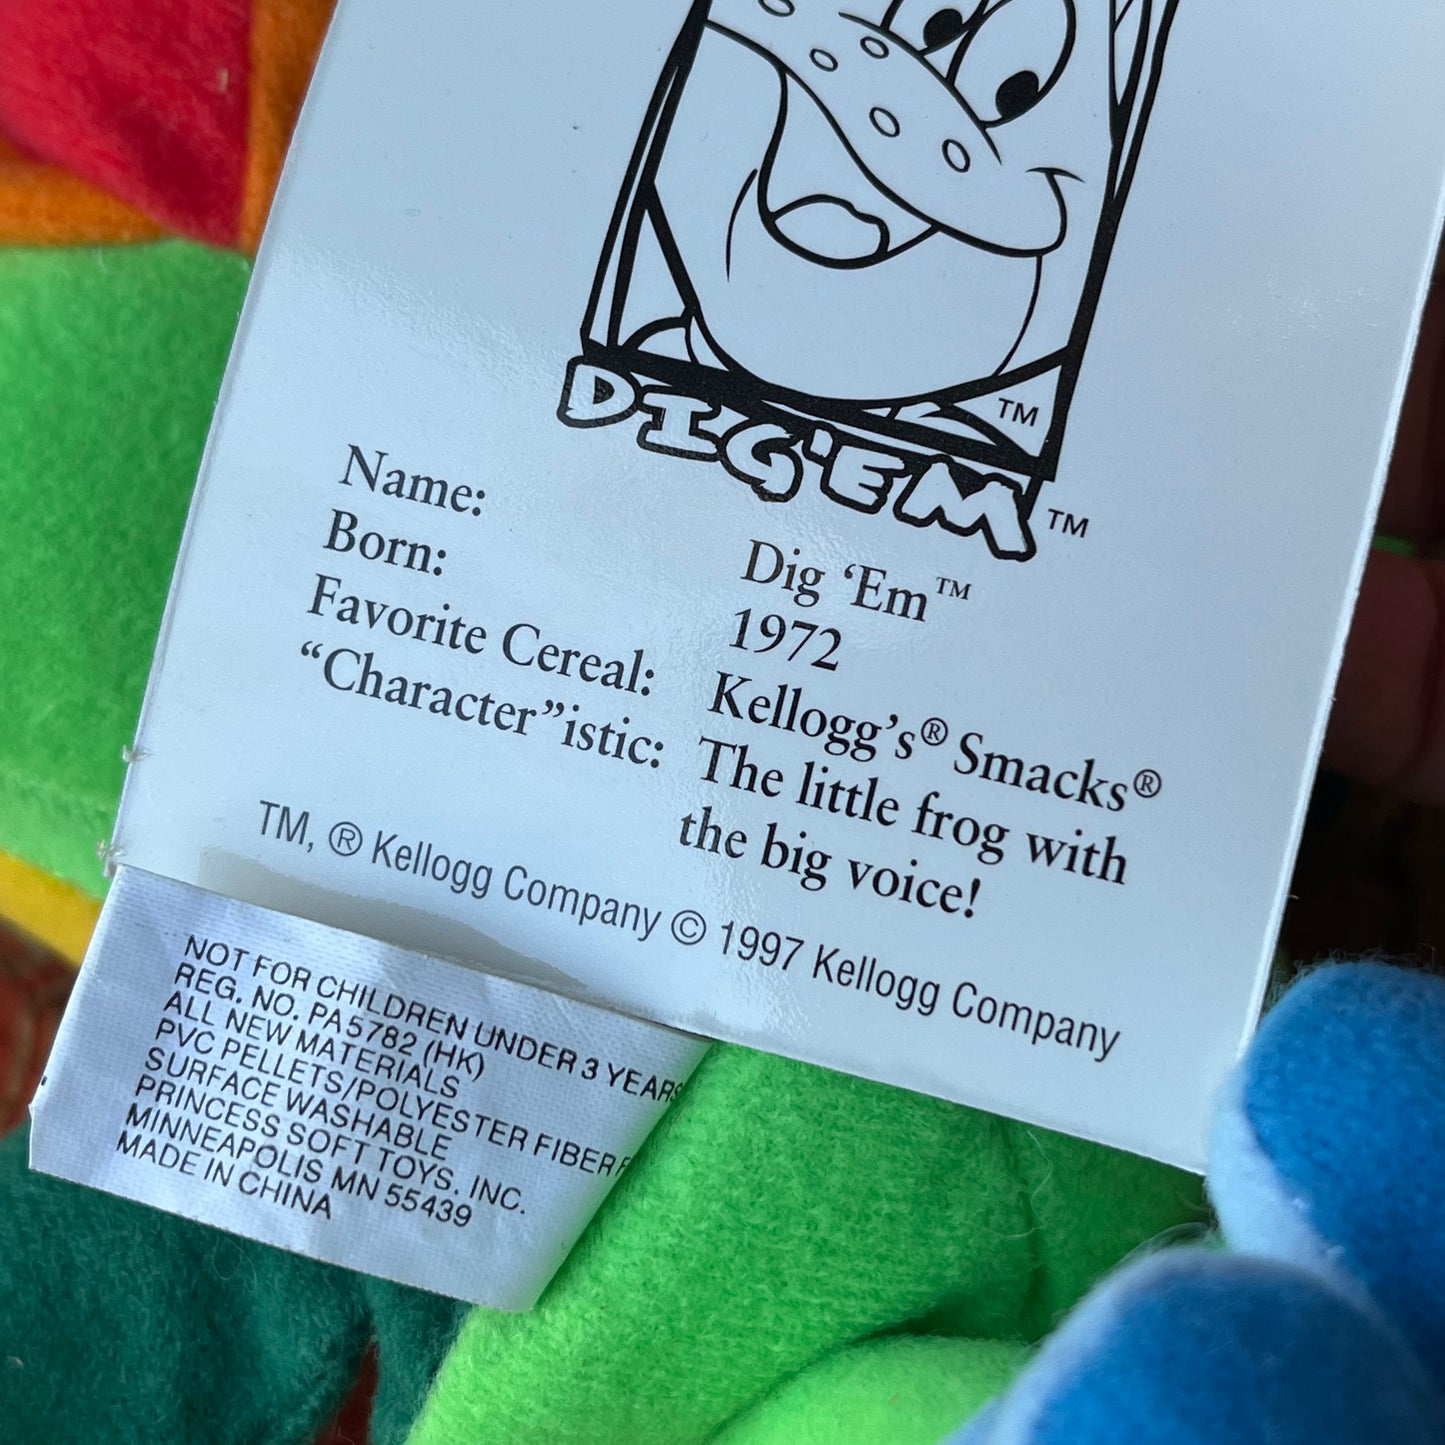 TM
DIG'EM TM
Name: Dig ‘Em™
Born: 1972
Favorite Cereal: Kellogg’s® Smacks®
“Character”istic: The little frog with
the big voice!
TM, ® Kellogg Company © 1997 Kellogg Company
NOT FOR CHILDREN UNDER 3 YEARS
REG. NO. PA5782 (HK)
ALL NEW MATERIALS
PVC PELLETS/POLYESTER FIBER
SURFACE WASHABLE
PRINCESS SOFT TOYS. INC.
MINNEAPOLIS MN 55439
MADE IN CHINA